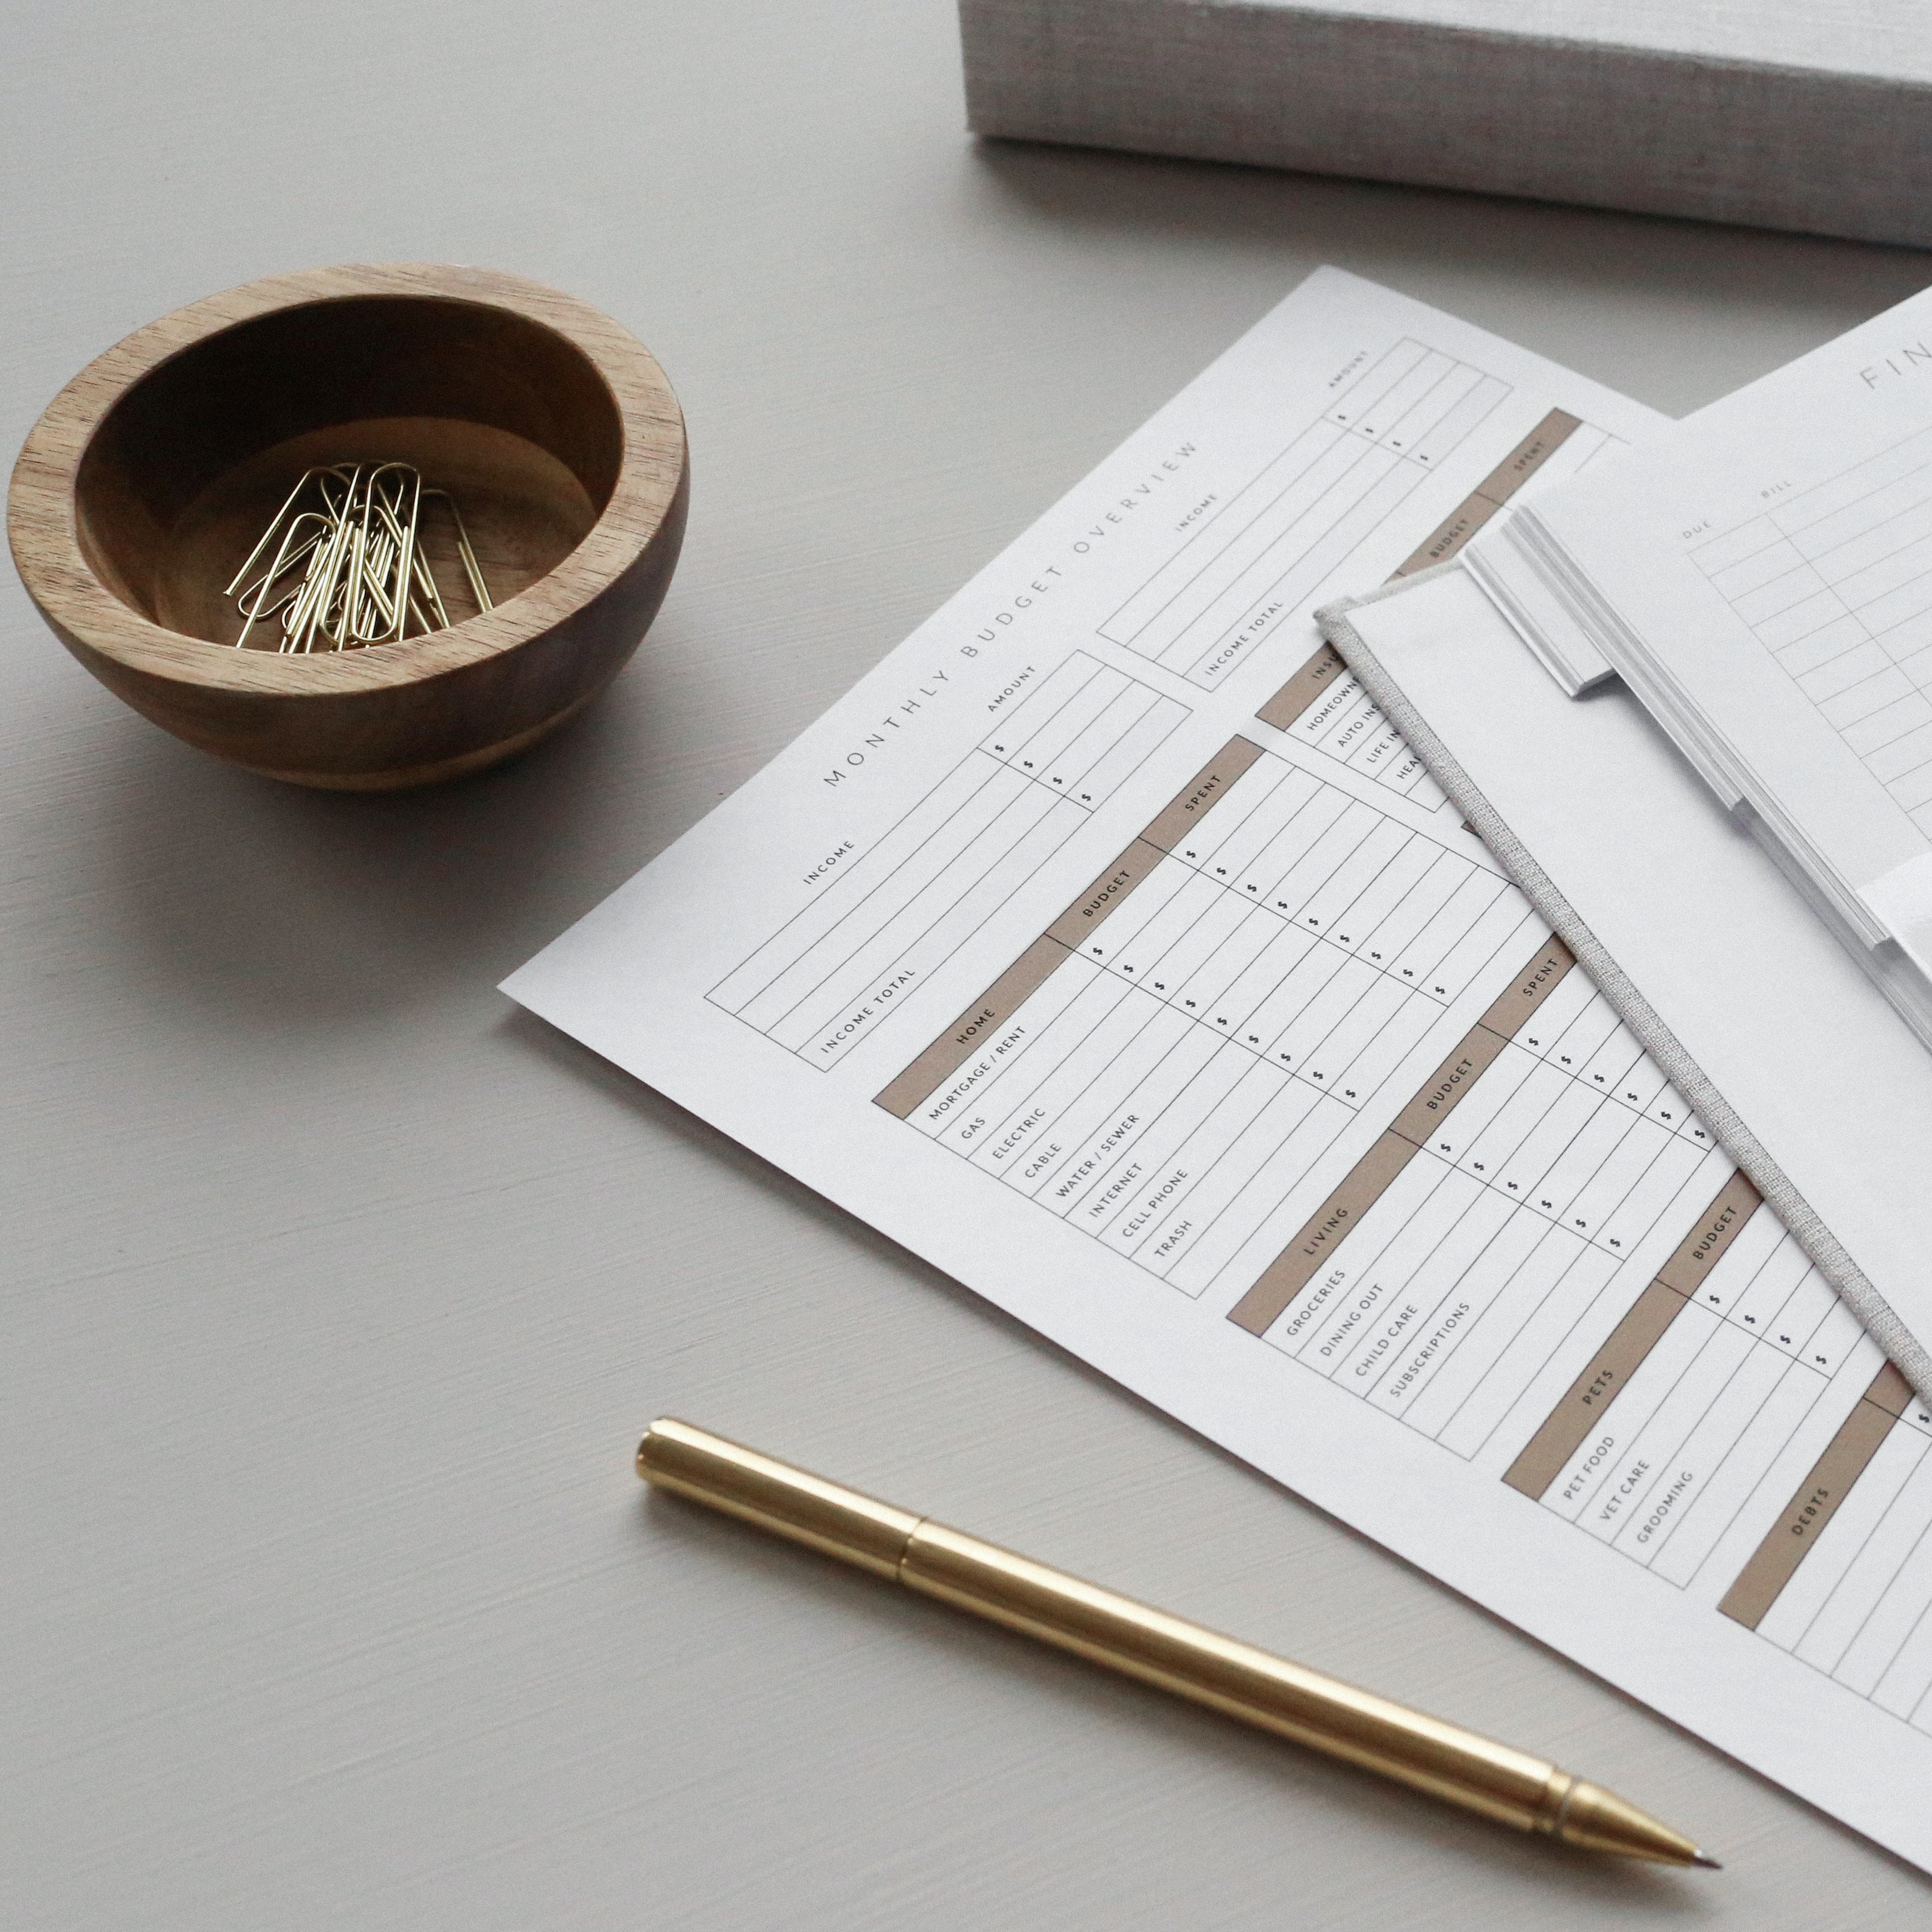 MONTHLY BUDGET OVERVIEW
INCOME AMOUNT
$
$
$
$
INCOME TOTAL
INCOME AMOUNT
$
$
$
$
INCOME TOTAL
HOME BUDGET SPENT
MORTGAGE / RENT $ $
GAS $ $
ELECTRIC $ $
CABLE $ $
WATER / SEWER $ $
INTERNET $ $
CELL PHONE $ $
TRASH $ $
$ $
LIVING BUDGET SPENT
GROCERIES $ $
DINING OUT $ $
CHILD CARE $ $
SUBSCRIPTIONS $ $
$ $
$ $
PETS BUDGET
PET FOOD $
VET CARE $
GROOMING $
$
DEBTS
$
BUDGET SPENT
AUTO
LIFE
DUE BILL